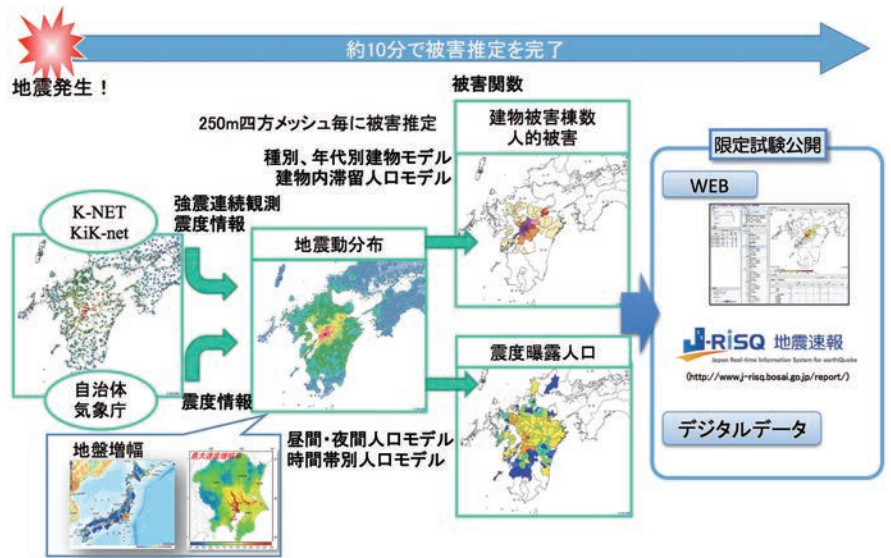 約10分で被害推定を完了
地震発生！
被害関数
250m四方メッシュ毎に被害推定
建物被害棟数
人的被害
種別、年代別建物モデル
建物内滞留人口モデル
K-NET
KiK-net
強震連続観測
震度情報
地震動分布
自治体
気象庁
震度情報
地盤増幅
最大速度増幅率
昼間・夜間人口モデル
時間帯別人口モデル
震度曝露人口
限定試験公開
WEB
J-RISQ 地震速報
Japan Real-time Information System for earthQuake
(http://www.j-risq.bosai.go.jp/report/)
デジタルデータ